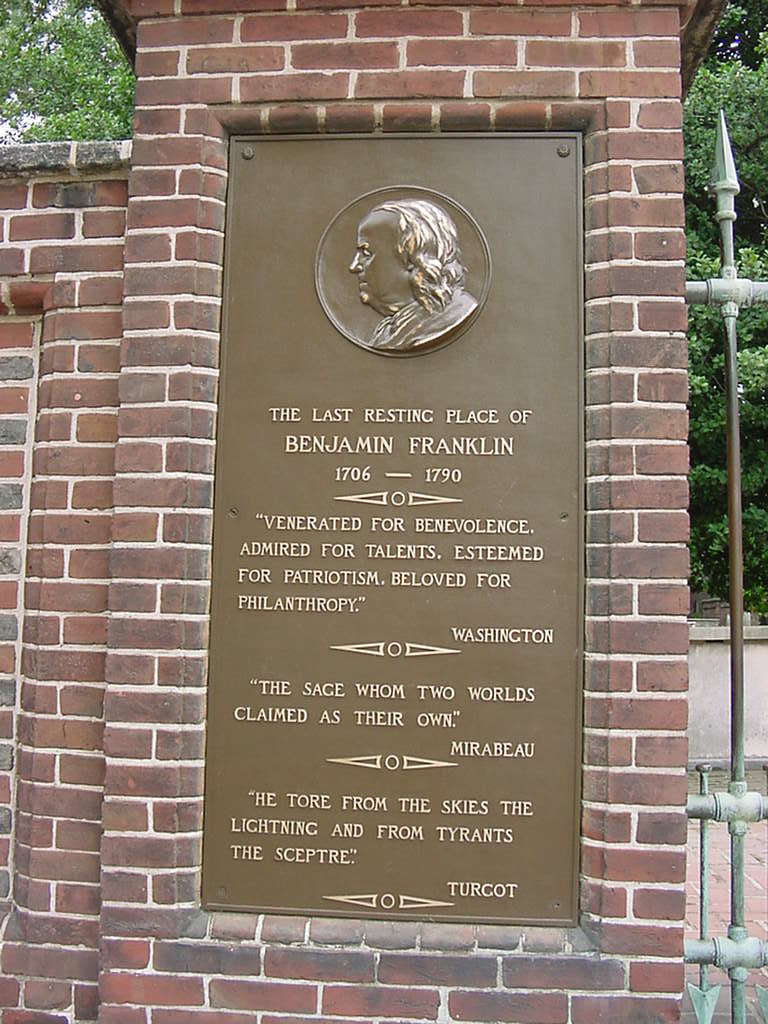 THE LAST RESTING PLACE OF
BENJAMIN FRANKLIN
1706 — 1790
"VENERATED FOR BENEVOLENCE.
ADMIRED FOR TALENTS. ESTEEMED
FOR PATRIOTISM. BELOVED FOR
PHILANTHROPY."
WASHINGTON
"THE SAGE WHOM TWO WORLDS
CLAIMED AS THEIR OWN."
MIRABEAU
"HE TORE FROM THE SKIES THE
LIGHTNING AND FROM TYRANTS
THE SCEPTRE."
TURGOT